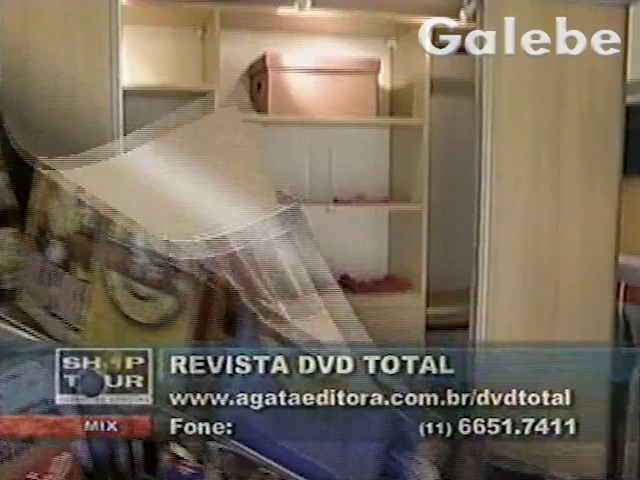 Galebe
SHOP
TOUR
MIX
REVISTA DVD TOTAL
www.agataeditora.com.br/dvdtotal
Fone: (11) 6651.7411